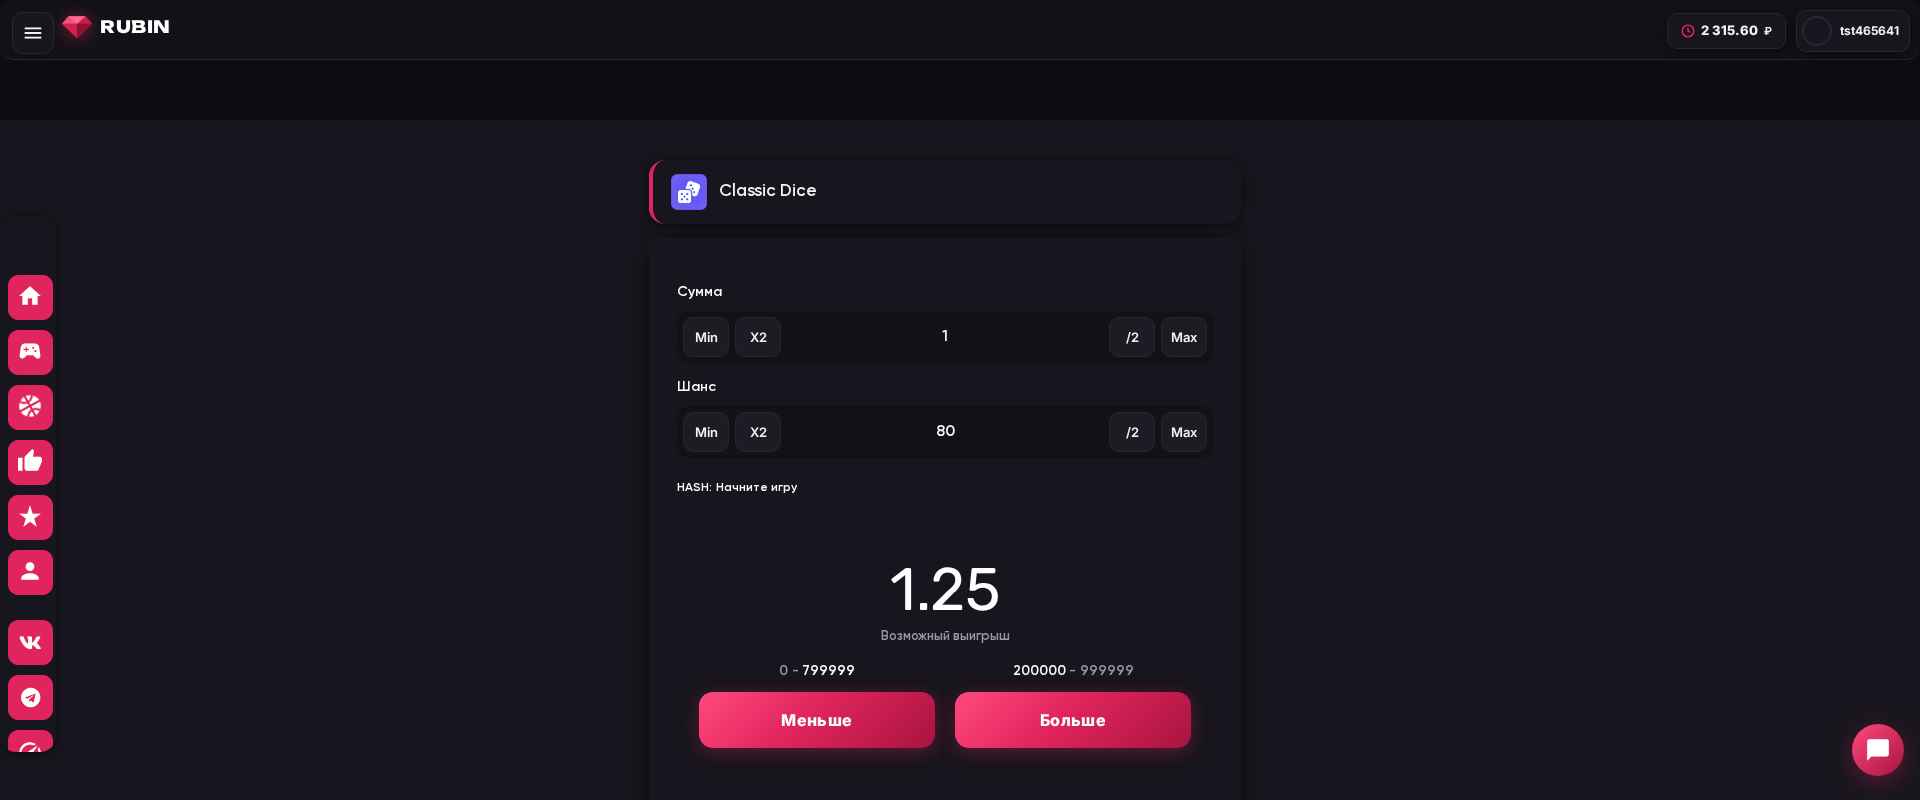 RUBIN
2 315.60 ₽
tst465641
Classic Dice
Сумма
Min X2 1 /2 Max
Шанс
Min X2 80 /2 Max
HASH: Начните игру
1.25
Возможный выигрыш
0 - 799999
200000 - 999999
Меньше
Больше